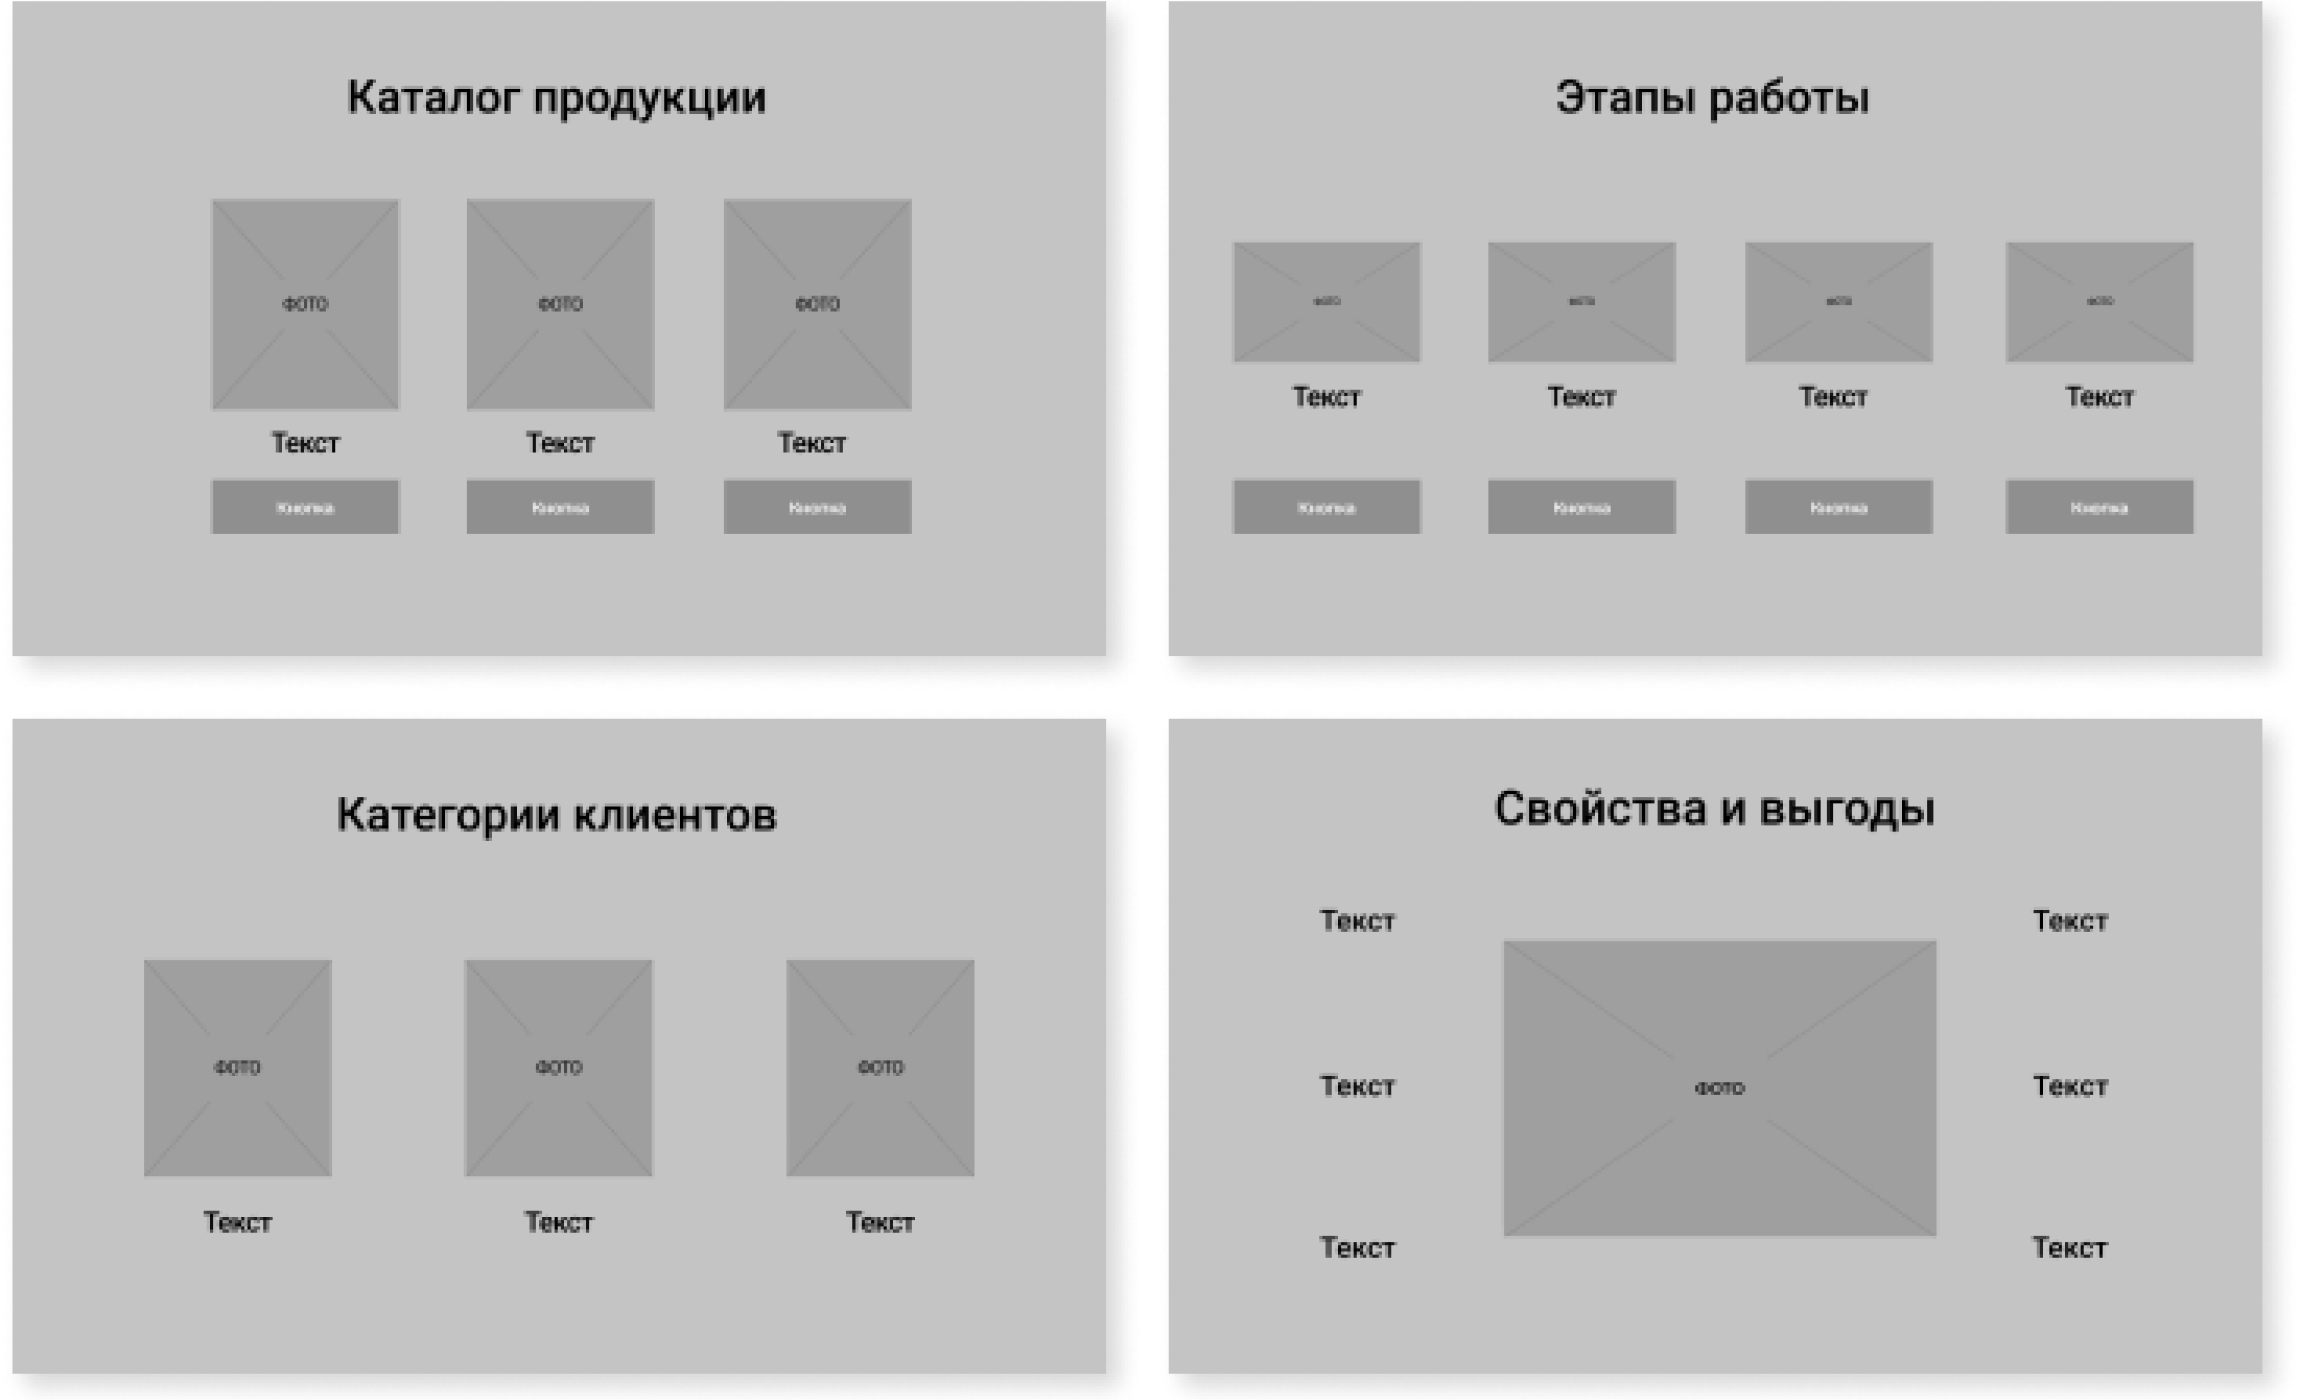 Каталог продукции
ФОТО ФОТО ФОТО
Текст Текст Текст
Кнопка Кнопка Кнопка
Этапы работы
ФОТО ФОТО ФОТО ФОТО
Текст Текст Текст Текст
Кнопка Кнопка Кнопка Кнопка
Категории клиентов
ФОТО ФОТО ФОТО
Текст Текст Текст
Свойства и выгоды
Текст Текст
Текст ФОТО Текст
Текст Текст